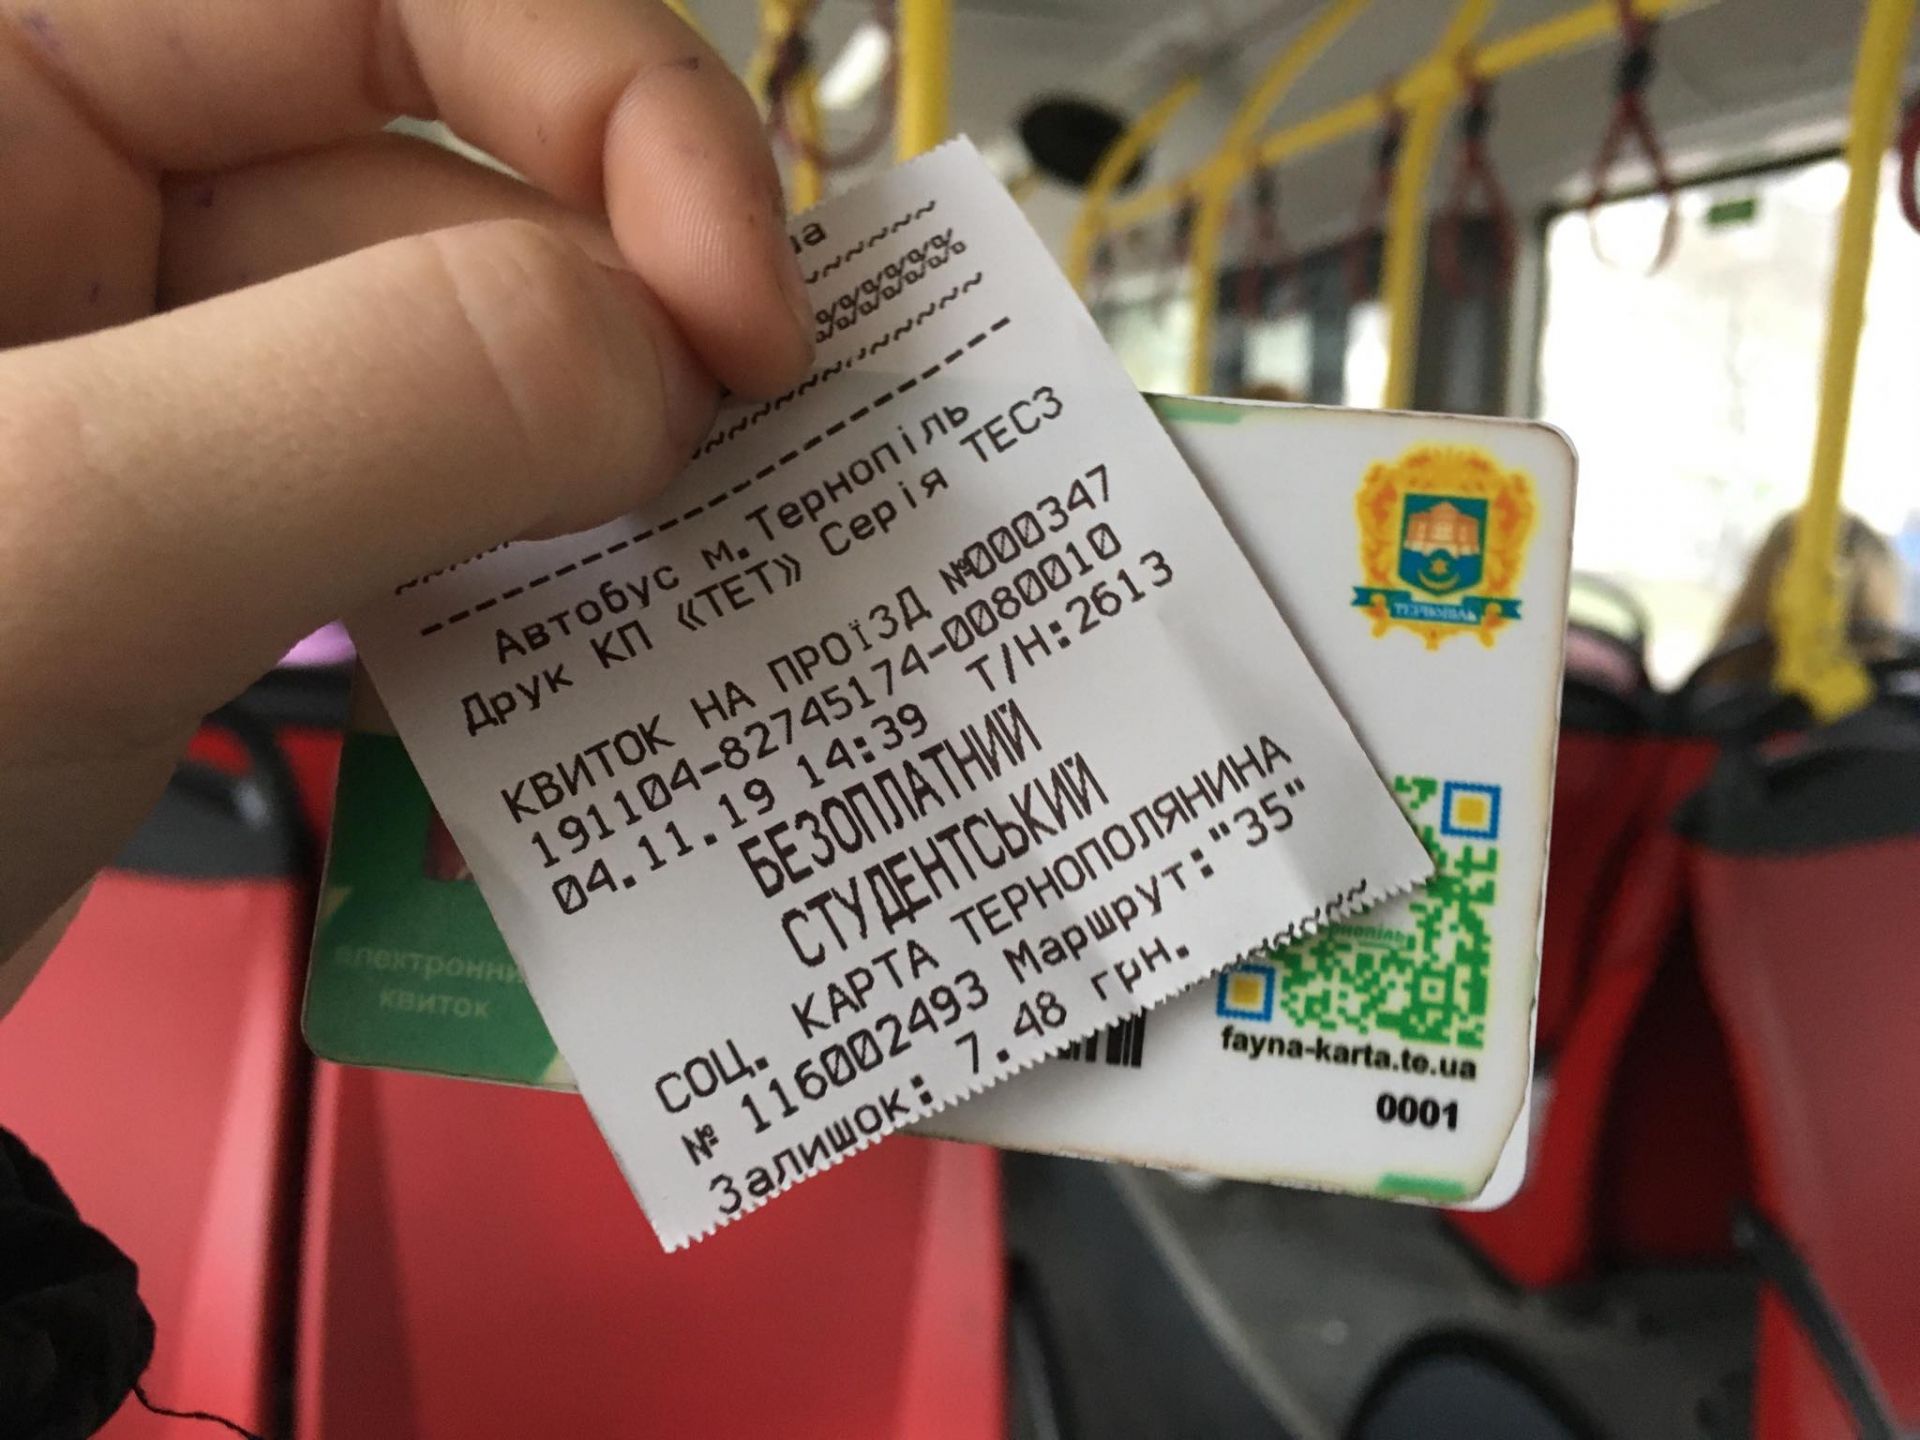 Автобус м.Тернопіль
Друк КП «ТЕТ» Серія ТЕС3
КВИТОК НА ПРОЇЗД №000347
191104-82745174-0080010
04.11.19 14:39 Т/Н:2613
БЕЗОПЛАТНИЙ
СТУДЕНТСЬКИЙ
СОЦ. КАРТА ТЕРНОПОЛЯНИНА
№ 116002493 Маршрут:"35"
Залишок: 7.48 грн.
ТЕРНОПІЛЬ
електронни
квиток
fayna-karta.te.ua
0001